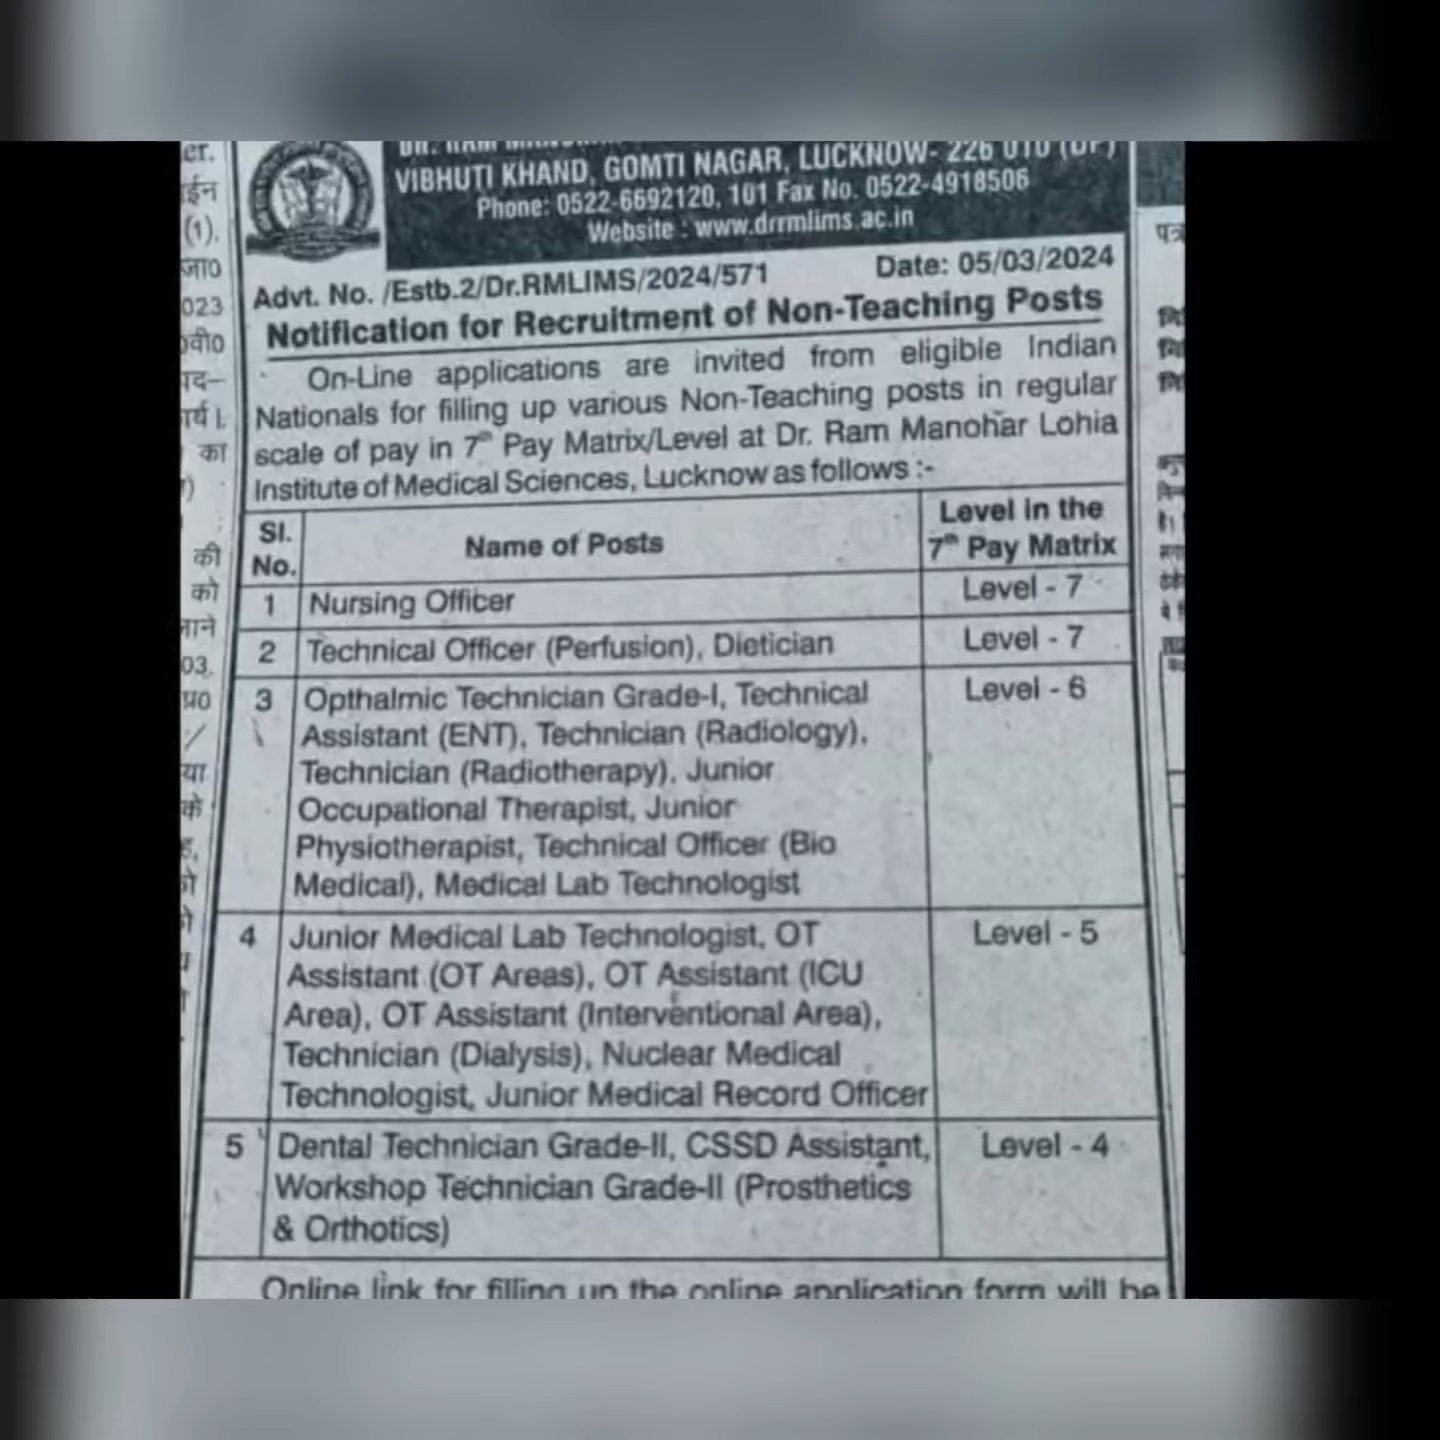 VIBHUTI KHAND, GOMTI NAGAR, LUCKNOW- 226 010 (UP)
Phone: 0522-6692120, 101 Fax No. 0522-4918506
Website : www.drrmlims.ac.in
Advt. No. /Estb.2/Dr.RMLIMS/2024/571 Date: 05/03/2024
Notification for Recruitment of Non-Teaching Posts
On-Line applications are invited from eligible Indian
Nationals for filling up various Non-Teaching posts in regular
scale of pay in 7th Pay Matrix/Level at Dr. Ram Manohar Lohia
Institute of Medical Sciences, Lucknow as follows :-
Sl. No. Name of Posts Level in the 7th Pay Matrix
1 Nursing Officer Level - 7
2 Technical Officer (Perfusion), Dietician Level - 7
3 Opthalmic Technician Grade-I, Technical Level - 6
Assistant (ENT), Technician (Radiology),
Technician (Radiotherapy), Junior
Occupational Therapist, Junior
Physiotherapist, Technical Officer (Bio
Medical), Medical Lab Technologist
4 Junior Medical Lab Technologist, OT Level - 5
Assistant (OT Areas), OT Assistant (ICU
Area), OT Assistant (Interventional Area),
Technician (Dialysis), Nuclear Medical
Technologist, Junior Medical Record Officer
5 Dental Technician Grade-II, CSSD Assistant, Level - 4
Workshop Technician Grade-II (Prosthetics
& Orthotics)
Online link for filling up the online application form will be